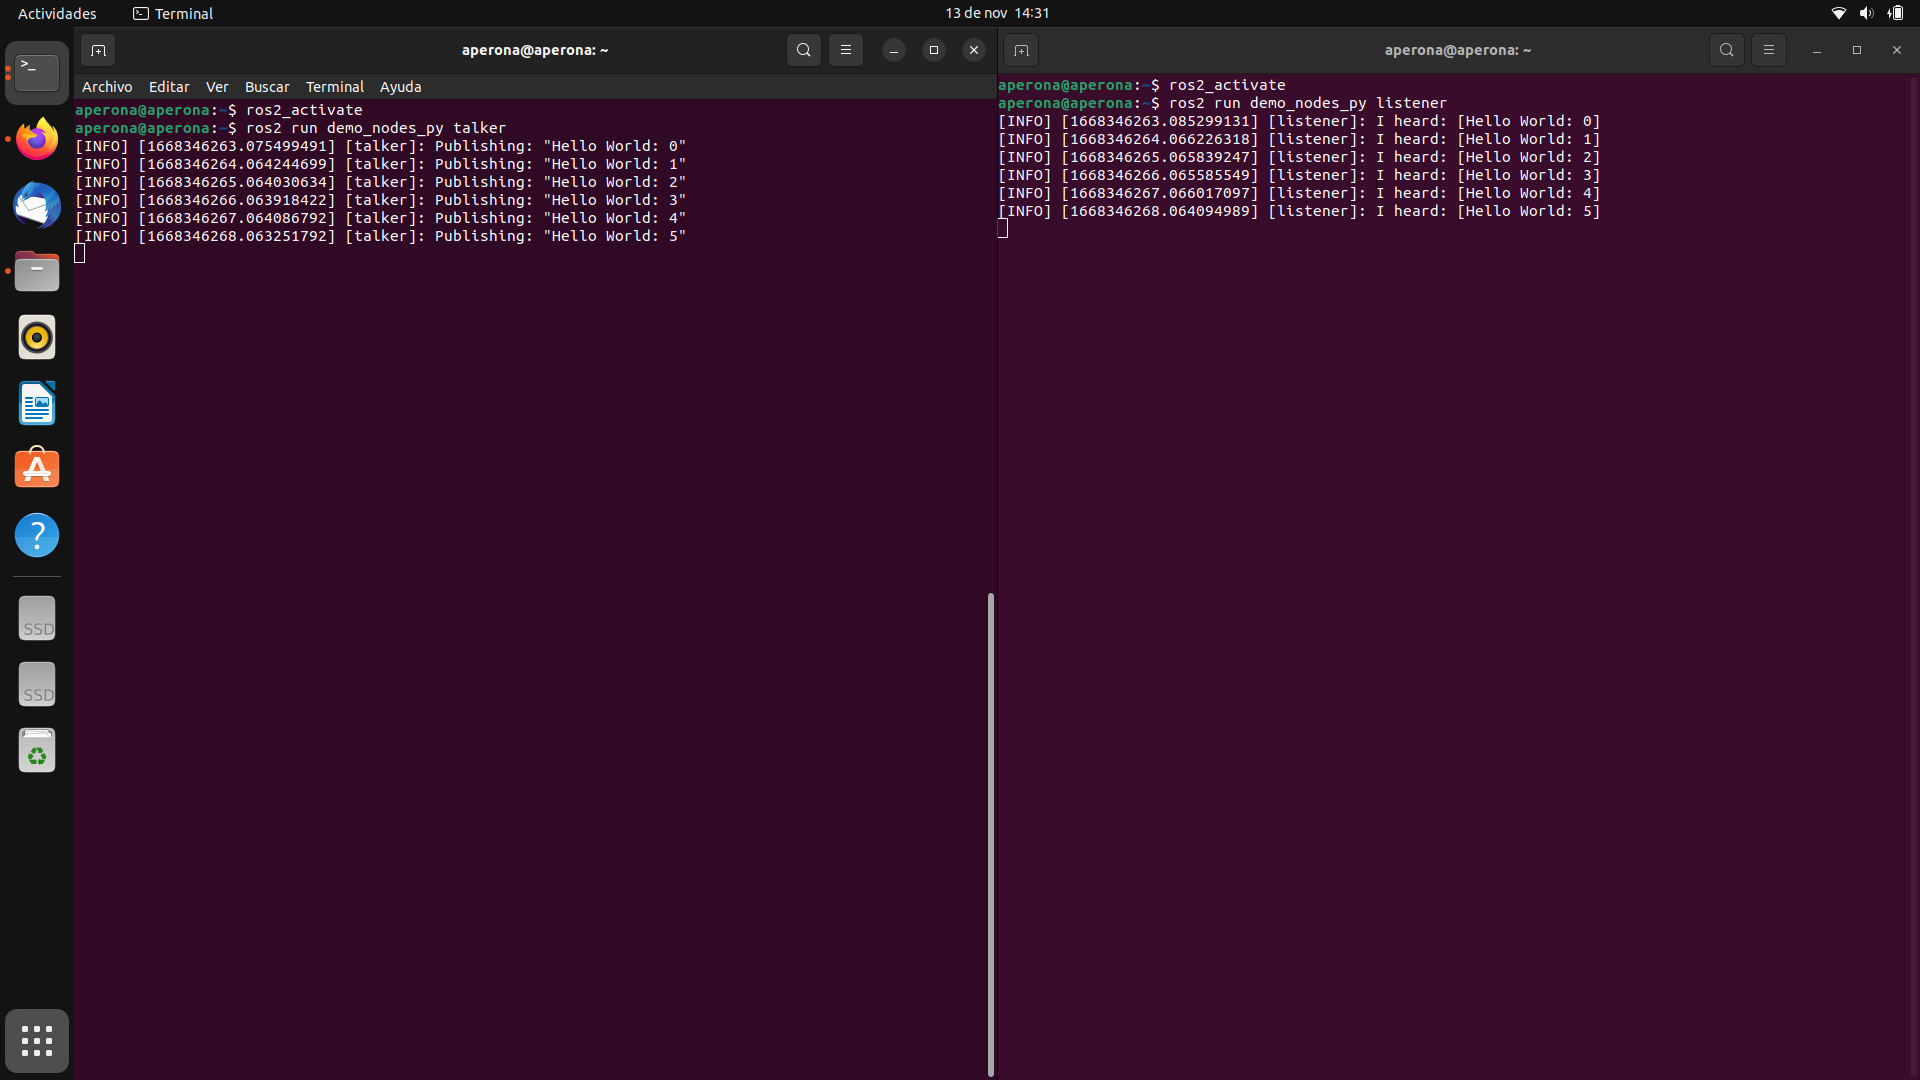 Actividades
Terminal
13 de nov 14:31
aperona@aperona: ~
Archivo Editar Ver Buscar Terminal Ayuda
aperona@aperona:~$ ros2_activate
aperona@aperona:~$ ros2 run demo_nodes_py talker
[INFO] [1668346263.075499491] [talker]: Publishing: "Hello World: 0"
[INFO] [1668346264.064244699] [talker]: Publishing: "Hello World: 1"
[INFO] [1668346265.064030634] [talker]: Publishing: "Hello World: 2"
[INFO] [1668346266.063918422] [talker]: Publishing: "Hello World: 3"
[INFO] [1668346267.064086792] [talker]: Publishing: "Hello World: 4"
[INFO] [1668346268.063251792] [talker]: Publishing: "Hello World: 5"
aperona@aperona: ~
aperona@aperona:~$ ros2_activate
aperona@aperona:~$ ros2 run demo_nodes_py listener
[INFO] [1668346263.085299131] [listener]: I heard: [Hello World: 0]
[INFO] [1668346264.066226318] [listener]: I heard: [Hello World: 1]
[INFO] [1668346265.065839247] [listener]: I heard: [Hello World: 2]
[INFO] [1668346266.065585549] [listener]: I heard: [Hello World: 3]
[INFO] [1668346267.066017097] [listener]: I heard: [Hello World: 4]
[INFO] [1668346268.064094989] [listener]: I heard: [Hello World: 5]
SSD
SSD